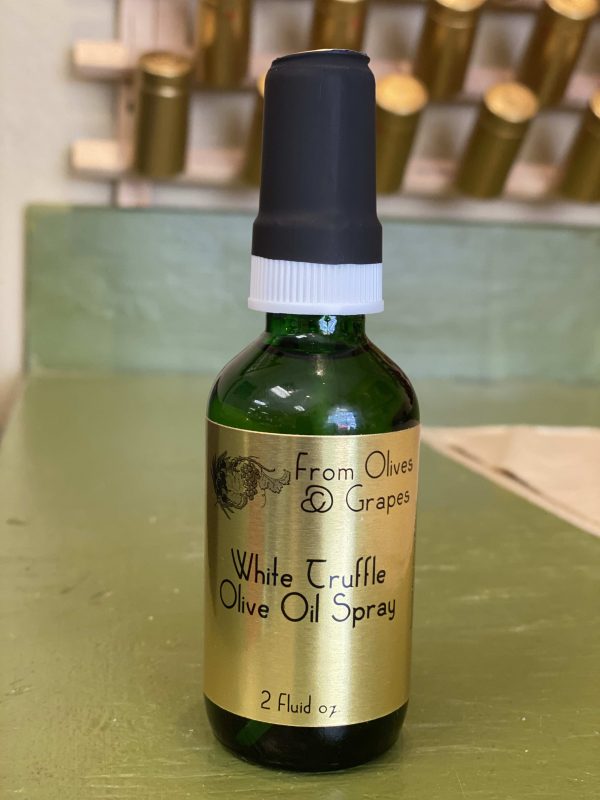 From Olives
& Grapes
White Truffle
Olive Oil Spray
2 Fluid oz